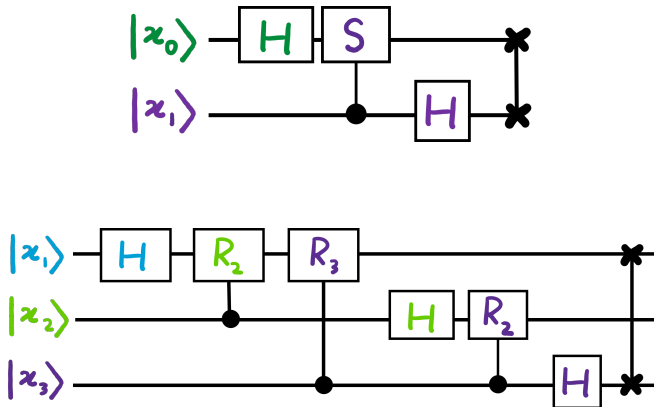 |x₀⟩ H S
|x₁⟩ H
|x₁⟩ H R₂ R₃
|x₂⟩ H R₂
|x₃⟩ H